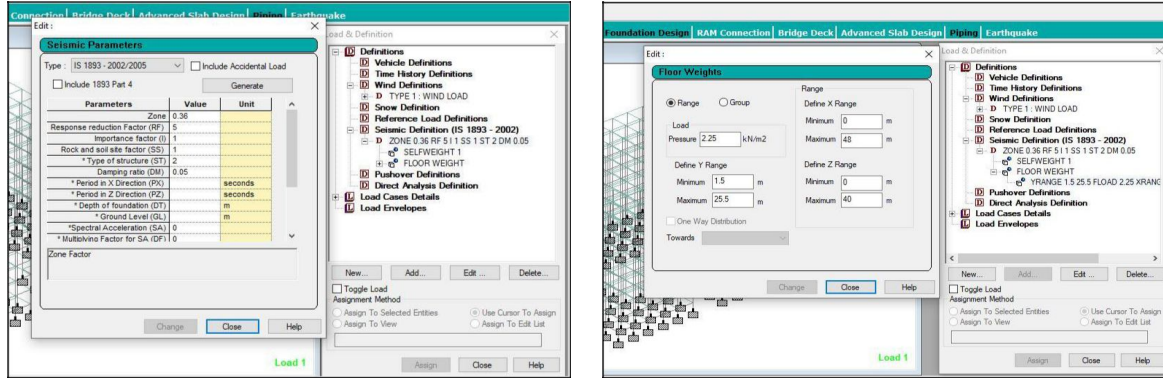 Connection Bridge Deck Advanced Slab Design Piping Earthquake
Edit :
Seismic Parameters
Type : IS 1893 - 2002/2005
Include Accidental Load
Include 1893 Part 4
Generate
Parameters Value Unit
Zone 0.36
Response reduction Factor (RF) 5
Importance factor (I) 1
Rock and soil site factor (SS) 1
* Type of structure (ST) 2
Damping ratio (DM) 0.05
* Period in X Direction (PX) seconds
* Period in Z Direction (PZ) seconds
* Depth of foundation (DT) m
* Ground Level (GL) m
*Spectral Acceleration (SA) 0
* Multiplying Factor for SA (DF) 0
Zone Factor
Change Close Help
Load 1
Load & Definition
Definitions
Vehicle Definitions
Time History Definitions
Wind Definitions
TYPE 1 : WIND LOAD
Snow Definition
Reference Load Definitions
Seismic Definition (IS 1893 - 2002)
ZONE 0.36 RF 5 I 1 SS 1 ST 2 DM 0.05
SELFWEIGHT 1
FLOOR WEIGHT
Pushover Definitions
Direct Analysis Definition
Load Cases Details
Load Envelopes
New... Add... Edit ... Delete...
Toggle Load
Assignment Method
Assign To Selected Entities Use Cursor To Assign
Assign To View Assign To Edit List
Assign Close Help
Foundation Design RAM Connection Bridge Deck Advanced Slab Design Piping Earthquake
Edit :
Floor Weights
Range Group
Load
Pressure 2.25 kN/m2
Define Y Range
Minimum 1.5 m
Maximum 25.5 m
One Way Distribution
Towards
Range
Define X Range
Minimum 0 m
Maximum 48 m
Define Z Range
Minimum 0 m
Maximum 40 m
Change Close Help
Load 1
Load & Definition
Definitions
Vehicle Definitions
Time History Definitions
Wind Definitions
TYPE 1 : WIND LOAD
Snow Definition
Reference Load Definitions
Seismic Definition (IS 1893 - 2002)
ZONE 0.36 RF 5 I 1 SS 1 ST 2 DM 0.05
SELFWEIGHT 1
FLOOR WEIGHT
YRANGE 1.5 25.5 FLOAD 2.25 XRANG
Pushover Definitions
Direct Analysis Definition
Load Cases Details
Load Envelopes
New... Add... Edit ... Delete...
Toggle Load
Assignment Method
Assign To Selected Entities Use Cursor To Assign
Assign To View Assign To Edit List
Assign Close Help